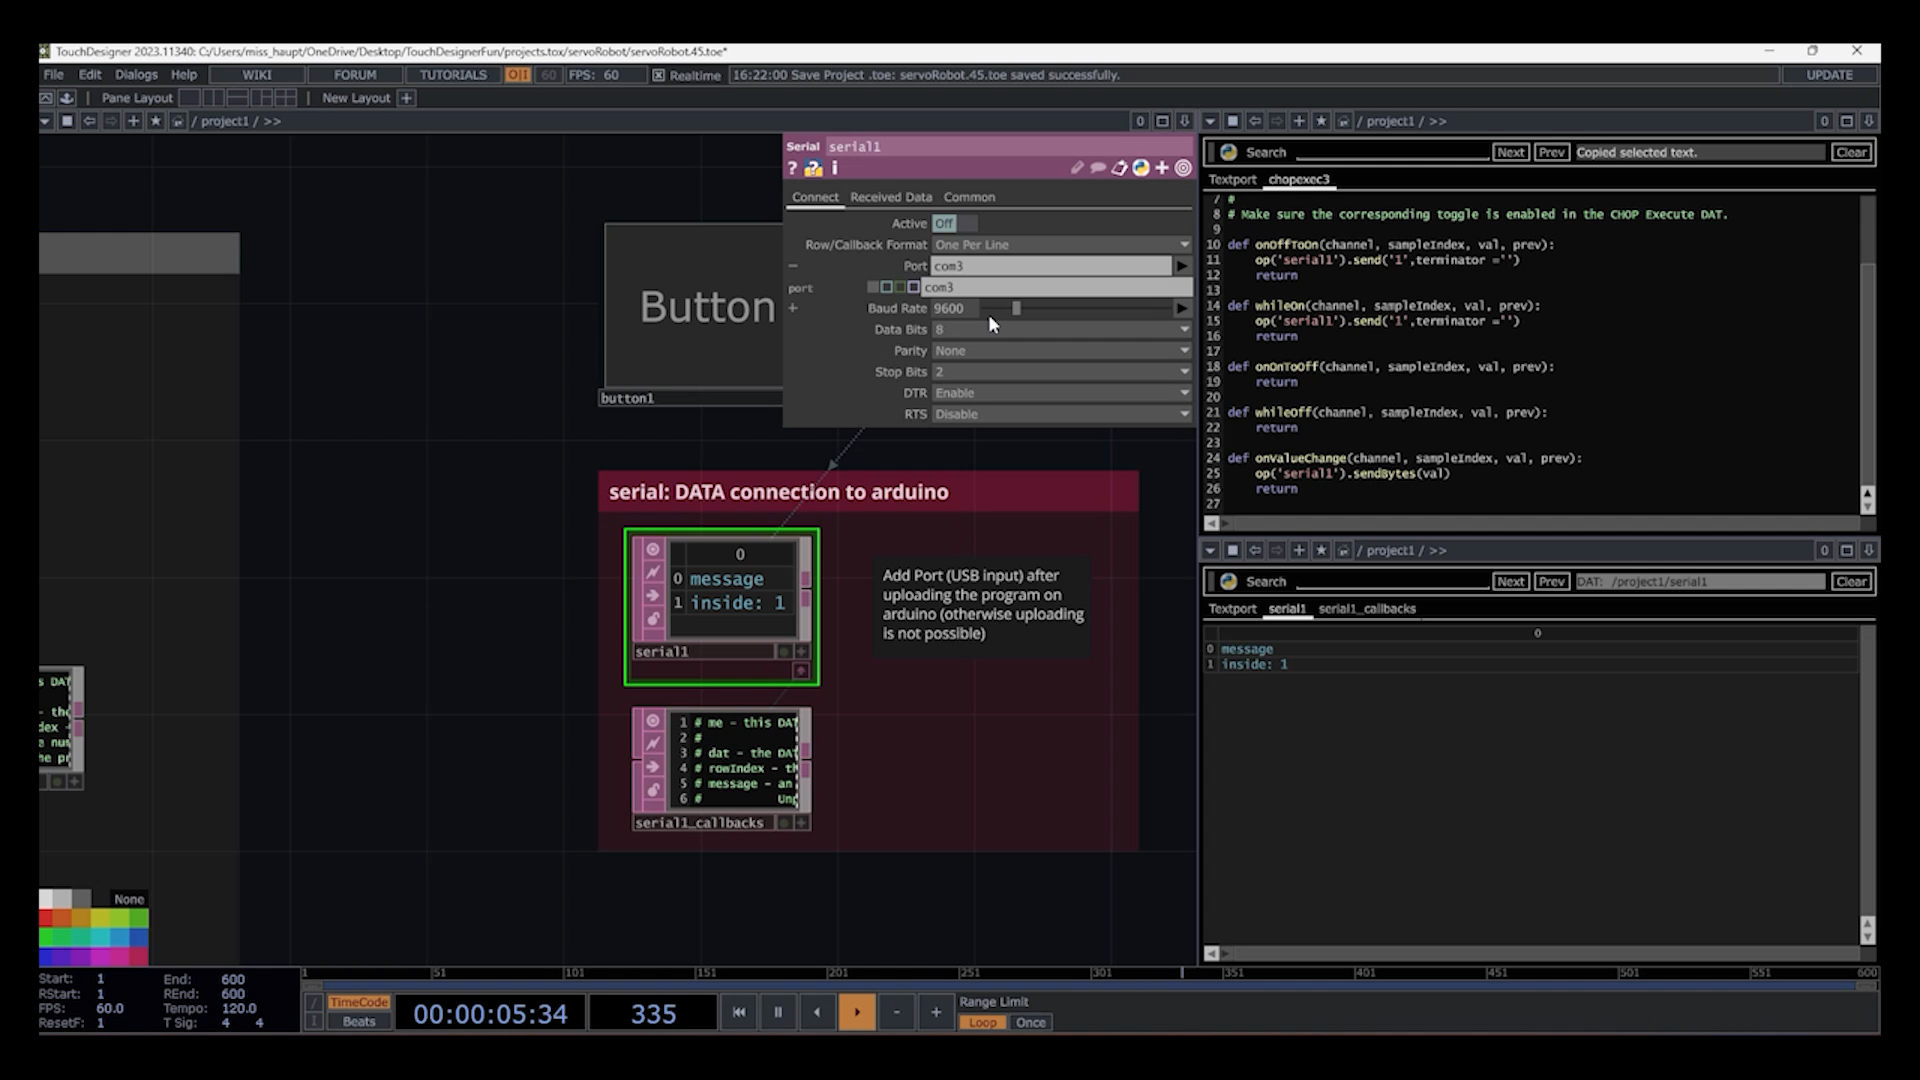 TouchDesigner 2023.11340: C:/Users/miss_haupt/OneDrive/Desktop/TouchDesignerFun/projects.tox/servoRobot/servoRobot.45.toe*
File Edit Dialogs Help WIKI FORUM TUTORIALS O|I 60 FPS: 60 Realtime 16:22:00 Save Project .toe: servoRobot.45.toe saved successfully. UPDATE
Pane Layout New Layout +
/ project1 / >> 0
/ project1 / >> 0
Serial serial1
? i
Connect Received Data Common
Active Off
Row/Callback Format One Per Line
Port com3
port com3
Baud Rate 9600
Data Bits 8
Parity None
Stop Bits 2
DTR Enable
RTS Disable
Button
button1
serial: DATA connection to arduino
0
0 message
1 inside: 1
serial1
Add Port (USB input) after
uploading the program on
arduino (otherwise uploading
is not possible)
1 # me - this DAT
2 #
3 # dat - the DAT
4 # rowIndex - th
5 # message - an
6 # Unp
serial1_callbacks
s DAT
- the
dex -
e num
he pr
None
Search Next Prev Copied selected text. Clear
Textport chopexec3
7 #
8 # Make sure the corresponding toggle is enabled in the CHOP Execute DAT.
9
10 def onOffToOn(channel, sampleIndex, val, prev):
11 op('serial1').send('1',terminator ='')
12 return
13
14 def whileOn(channel, sampleIndex, val, prev):
15 op('serial1').send('1',terminator ='')
16 return
17
18 def onOnToOff(channel, sampleIndex, val, prev):
19 return
20
21 def whileOff(channel, sampleIndex, val, prev):
22 return
23
24 def onValueChange(channel, sampleIndex, val, prev):
25 op('serial1').sendBytes(val)
26 return
27
/ project1 / >> 0
Search Next Prev DAT: /project1/serial1 Clear
Textport serial1 serial1_callbacks
0
0 message
1 inside: 1
Start: 1 End: 600
RStart: 1 REnd: 600
FPS: 60.0 Tempo: 120.0
ResetF: 1 T Sig: 4 4
1 51 101 151 201 251 301 351 401 451 501 551 600
TimeCode
Beats
00:00:05:34
335
Range Limit
Loop Once